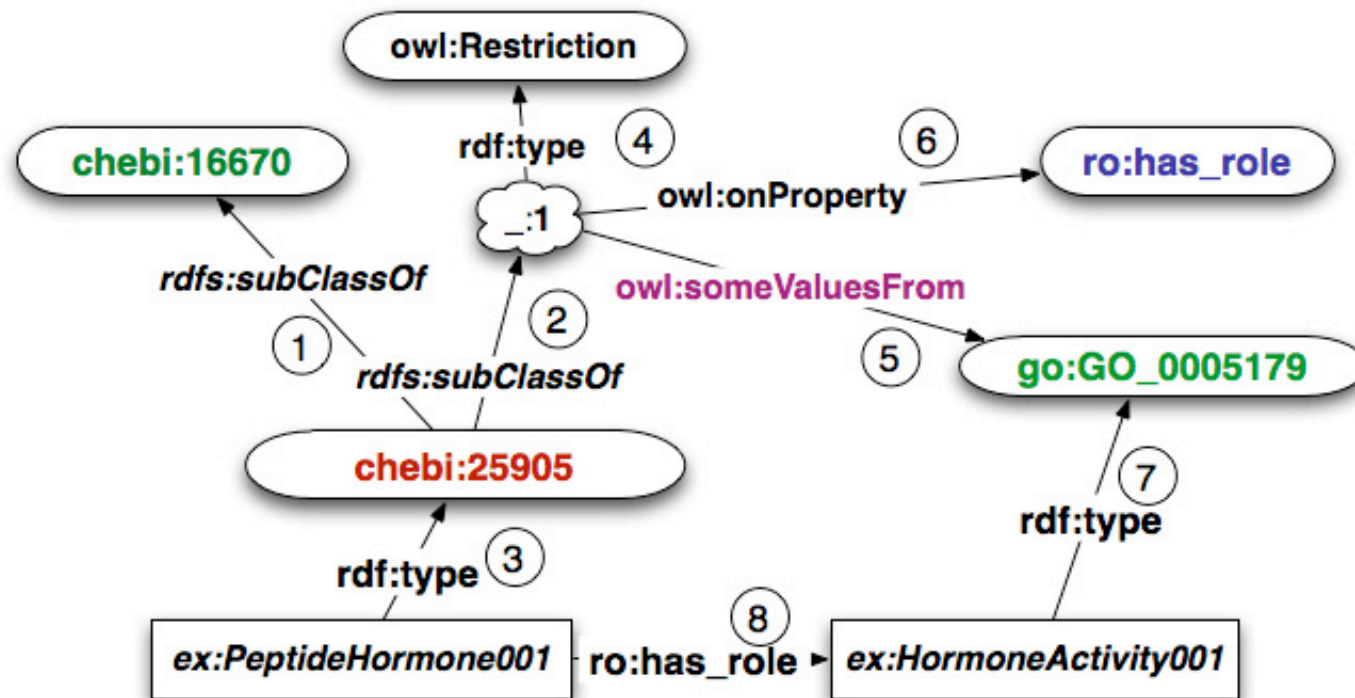 owl:Restriction
rdf:type
4
6
chebi:16670
ro:has_role
owl:onProperty
_:1
rdfs:subClassOf
owl:someValuesFrom
1
2
5
rdfs:subClassOf
go:GO_0005179
chebi:25905
7
rdf:type
rdf:type
3
8
ex:PeptideHormone001
ro:has_role
ex:HormoneActivity001